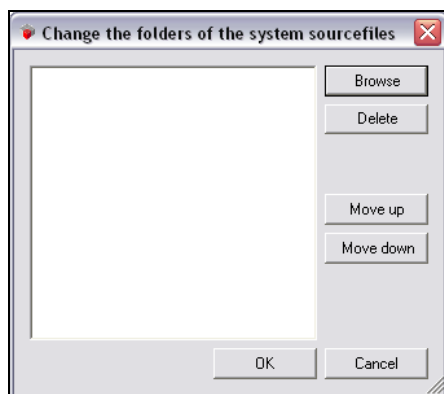 Change the folders of the system sourcefiles
Browse
Delete
Move up
Move down
OK
Cancel